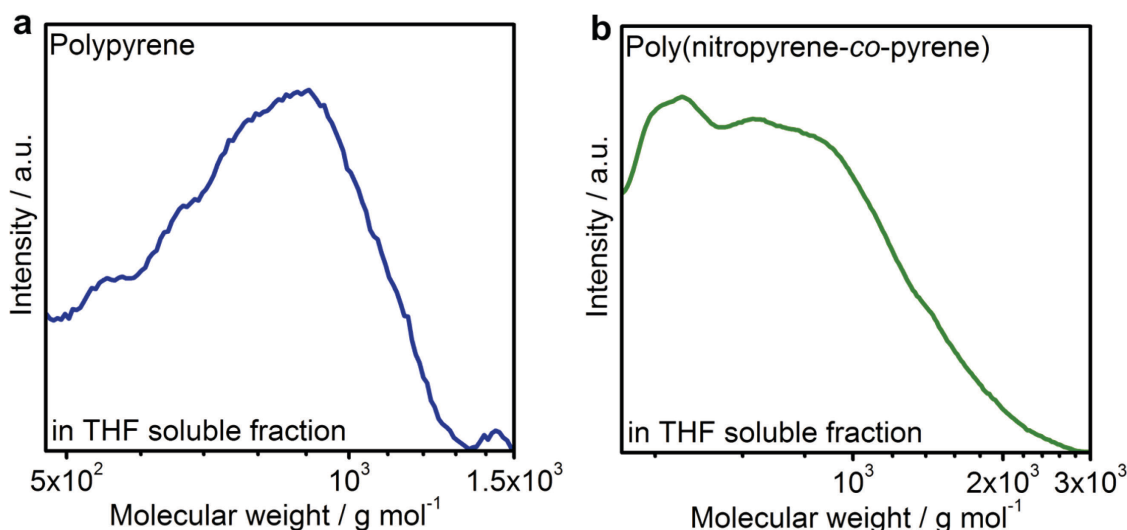 a
Polypyrene
Intensity / a.u.
in THF soluble fraction
5x10²
10³
1.5x10³
Molecular weight / g mol⁻¹
b
Poly(nitropyrene-co-pyrene)
Intensity / a.u.
in THF soluble fraction
10³
2x10³
3x10³
Molecular weight / g mol⁻¹